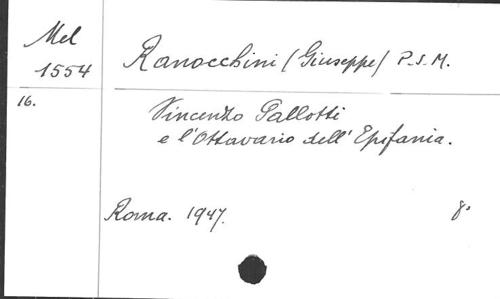 Mel
1554
Ranocchini (Giuseppe) P.S.M.
16.
Vincenzo Pallotti
e l'Ottavario dell'Epifania.
Roma. 1947.
8°